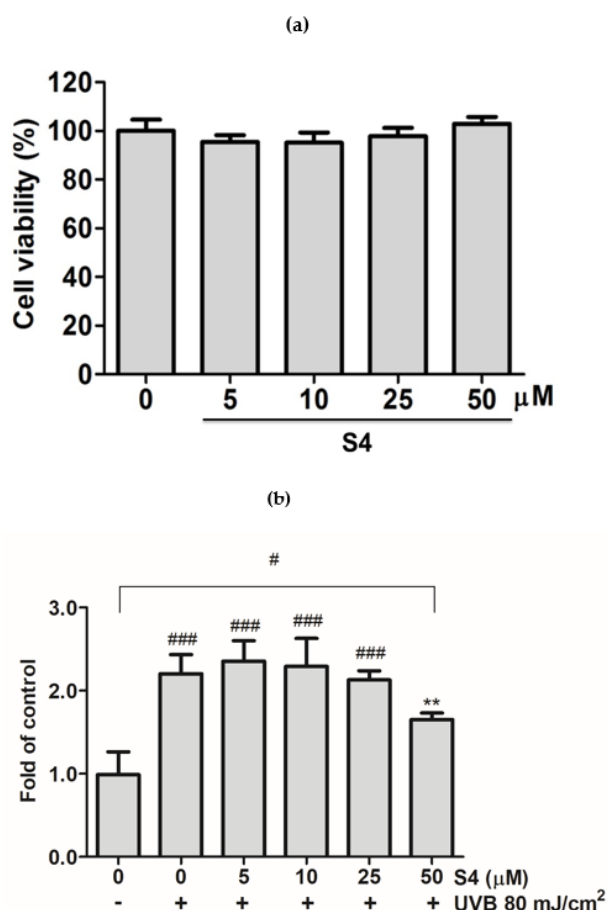 (a)
120
100
80
60
40
20
0
Cell viability (%)
0 5 10 25 50 µM
S4
(b)
#
### ### ### ### **
3.0
2.0
1.0
0.0
Fold of control
0 0 5 10 25 50 S4 (µM)
- + + + + + UVB 80 mJ/cm²